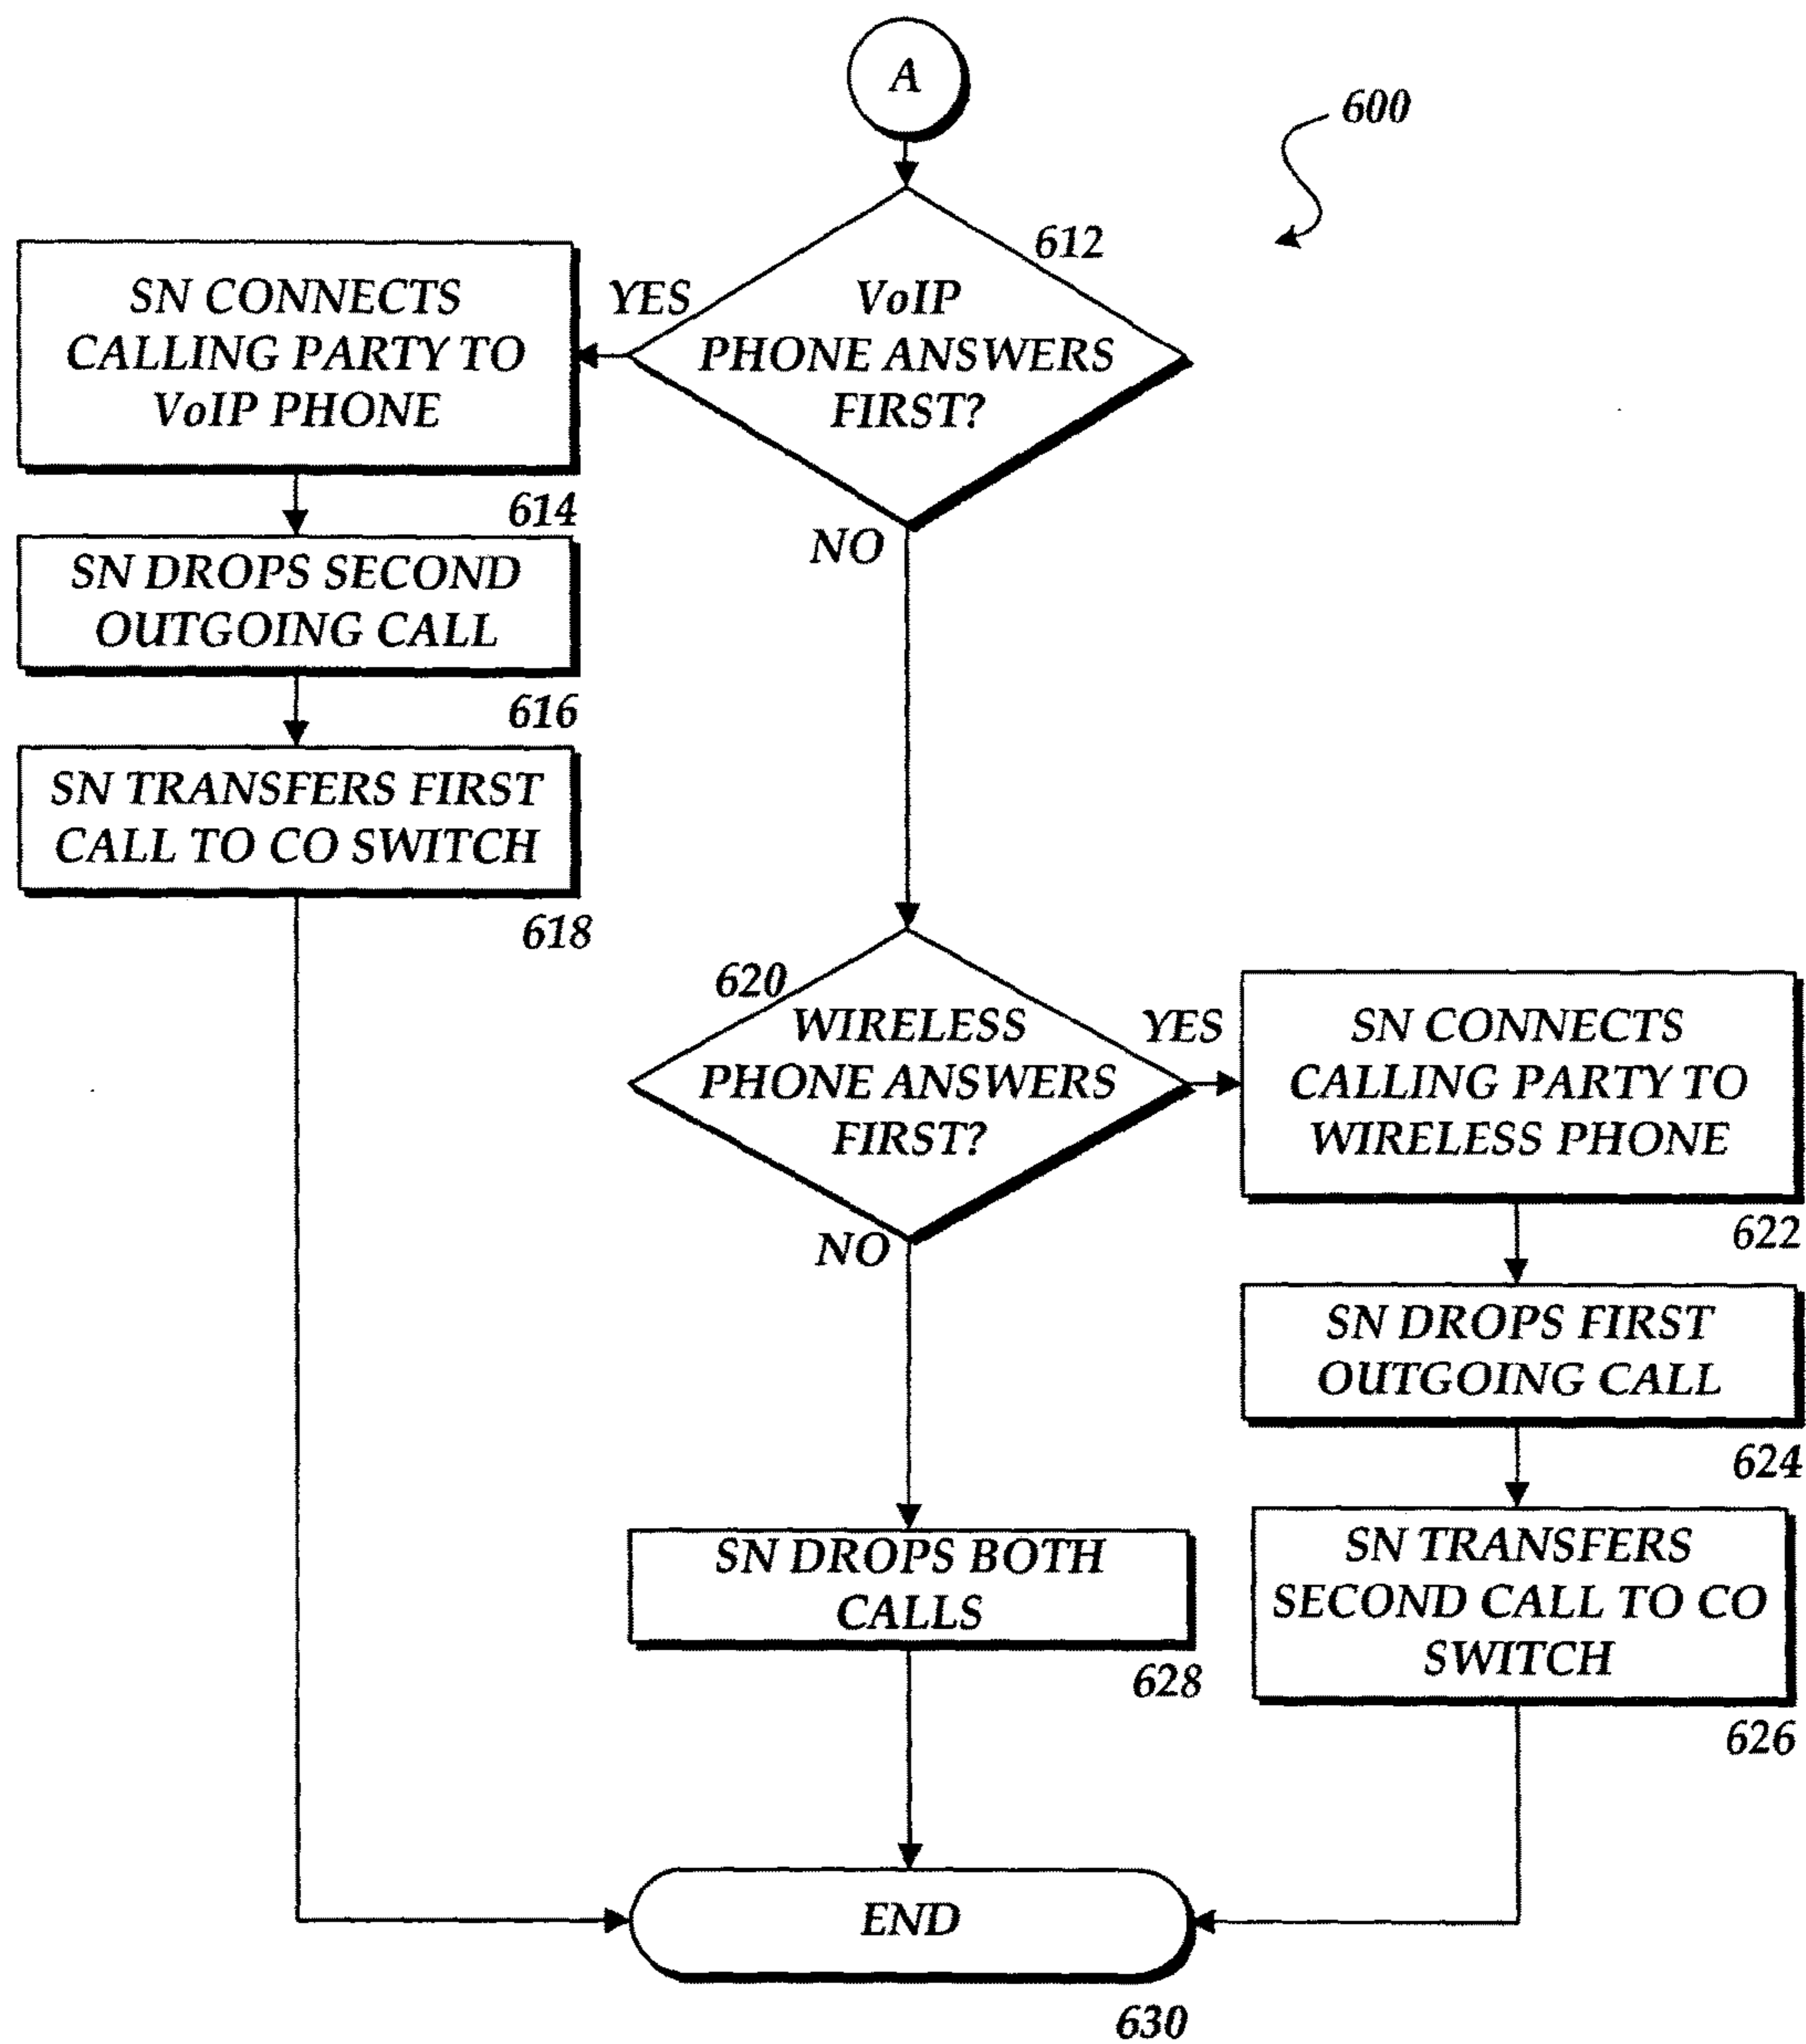 A
600
612
VoIP
PHONE ANSWERS
FIRST?
YES
NO
SN CONNECTS
CALLING PARTY TO
VoIP PHONE
614
SN DROPS SECOND
OUTGOING CALL
616
SN TRANSFERS FIRST
CALL TO CO SWITCH
618
620
WIRELESS
PHONE ANSWERS
FIRST?
YES
NO
SN CONNECTS
CALLING PARTY TO
WIRELESS PHONE
622
SN DROPS FIRST
OUTGOING CALL
624
SN TRANSFERS
SECOND CALL TO CO
SWITCH
626
SN DROPS BOTH
CALLS
628
END
630